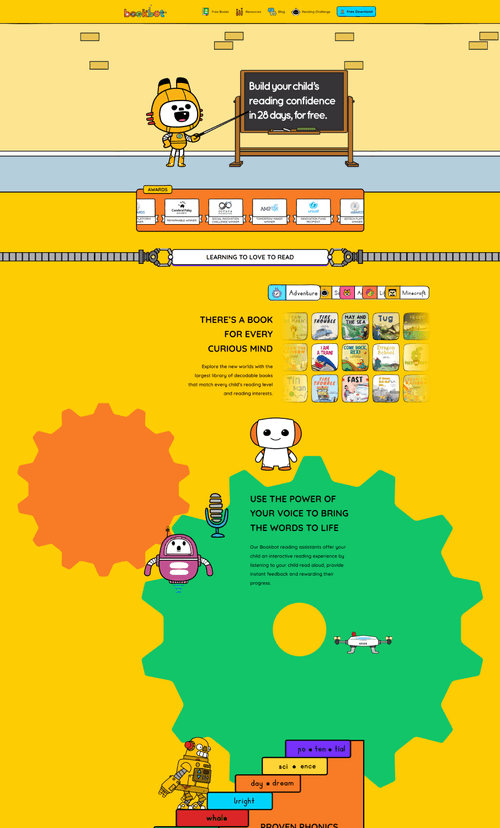 bookbot
Free Books
Resources
Blog
Reading Challenge
Free Download
Build your child's
reading confidence
in 28 days, for free.
AWARDS
LEARNING TO LOVE TO READ
Adventure
Minecraft
THERE'S A BOOK
FOR EVERY
CURIOUS MIND
FIRE TROUBLE
MAY AND THE SEA
Tug
I AM A TRAIN
COME BACK, REX!
FIRE TROUBLE
FAST
Explore the new worlds with the
largest library of decodable books
that match every child's reading level
and reading interests.
USE THE POWER OF
YOUR VOICE TO BRING
THE WORDS TO LIFE
Our Bookbot reading assistants offer your
child an interactive reading experience by
listening to your child read aloud, provide
instant feedback and rewarding their
progress.
po • ten • tial
sci • ence
day • dream
bright
whale
PROVEN PHONICS